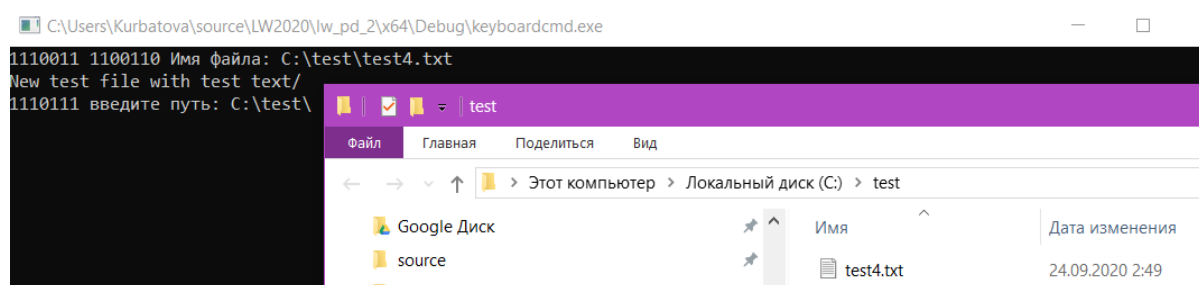 C:\Users\Kurbatova\source\LW2020\lw_pd_2\x64\Debug\keyboardcmd.exe
1110011 1100110 Имя файла: C:\test\test4.txt
New test file with test text/
1110111 введите путь: C:\test\
test
Файл Главная Поделиться Вид
Этот компьютер > Локальный диск (C:) > test
Google Диск
source
Имя Дата изменения
test4.txt 24.09.2020 2:49